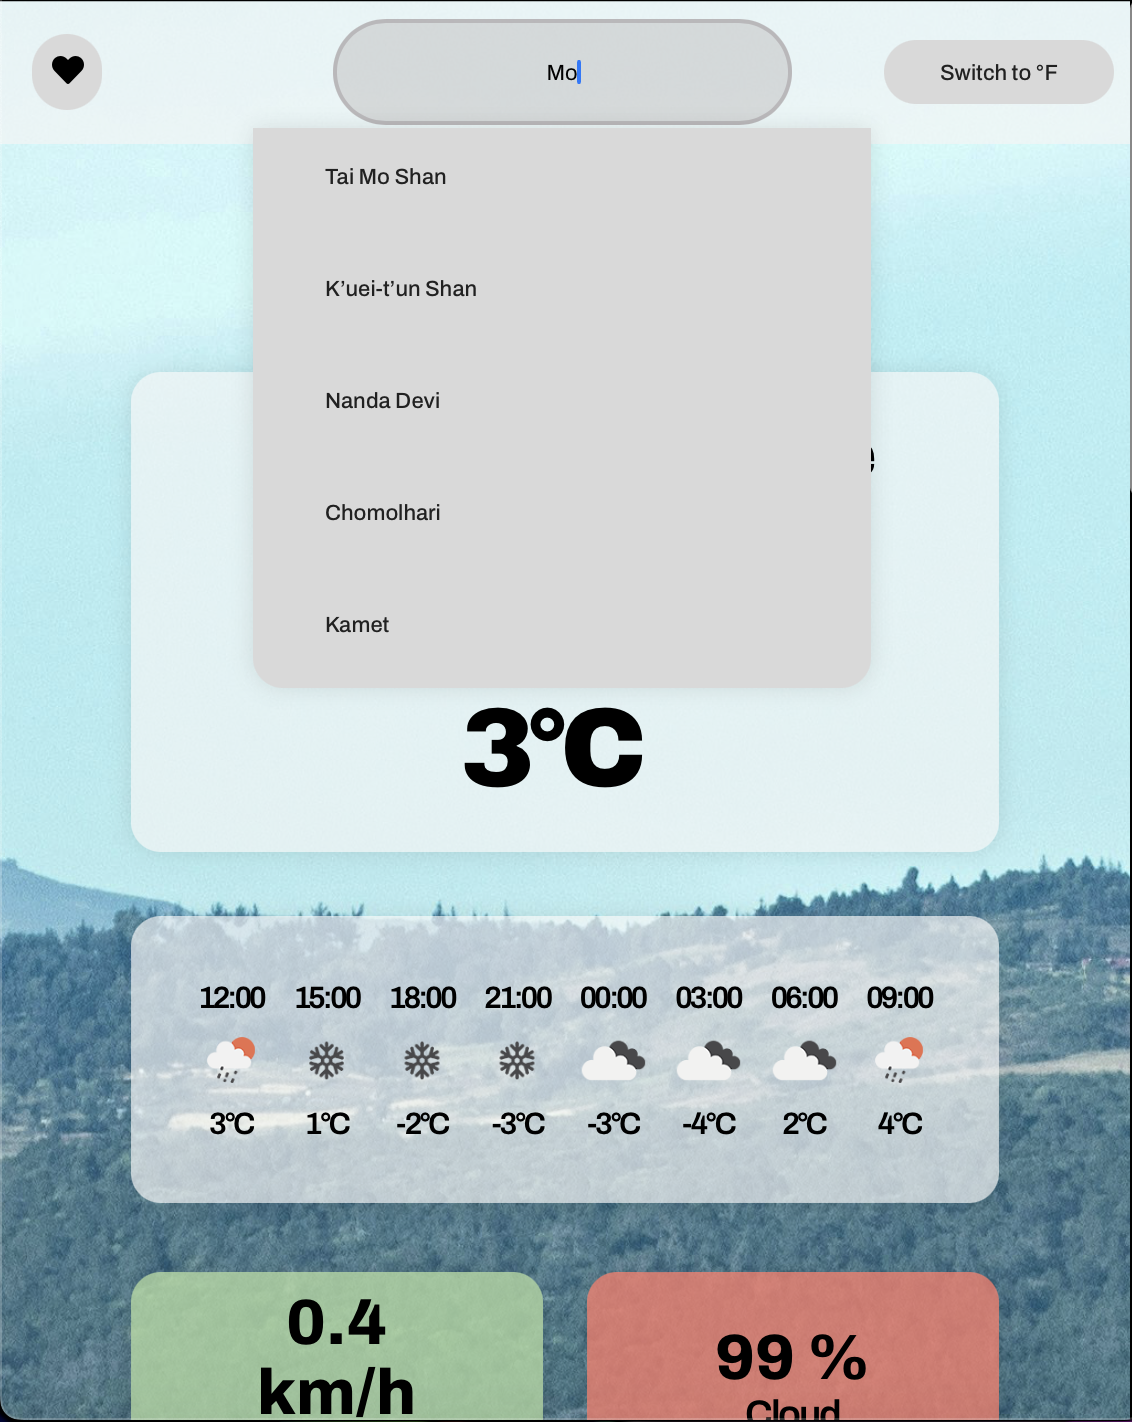 Mo
Switch to °F
Tai Mo Shan
K’uei-t’un Shan
Nanda Devi
Chomolhari
Kamet
3°C
12:00 15:00 18:00 21:00 00:00 03:00 06:00 09:00
3°C 1°C -2°C -3°C -3°C -4°C 2°C 4°C
0.4
km/h
99 %
Cloud